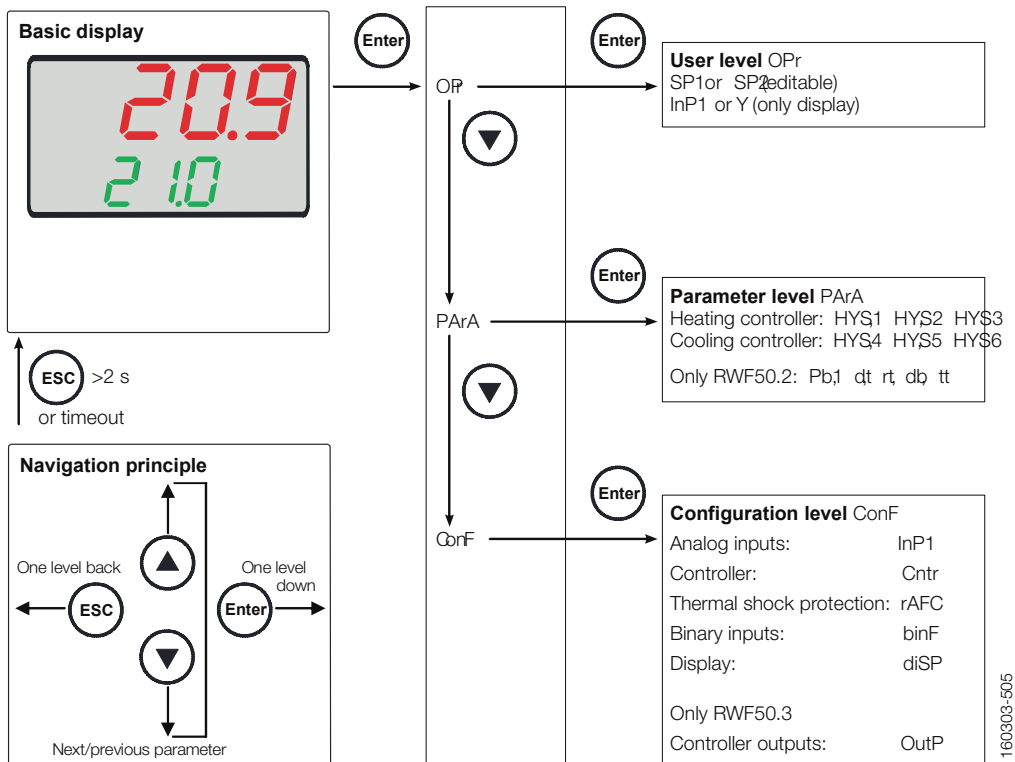 Basic display
20.9
21.0
Enter
OPr
Enter
User level OPr
SP1or SP2(editable)
InP1 or Y (only display)
PArA
Enter
Parameter level PArA
Heating controller: HYS1, HYS2, HYS3
Cooling controller: HYS4, HYS5, HYS6
Only RWF50.2: Pb1, dt, rt, db, tt
ESC >2 s
or timeout
Navigation principle
One level back
ESC
One level
down
Enter
Next/previous parameter
ConF
Enter
Configuration level ConF
Analog inputs: InP1
Controller: Cntr
Thermal shock protection: rAFC
Binary inputs: binF
Display: diSP
Only RWF50.3
Controller outputs: OutP
160303-505